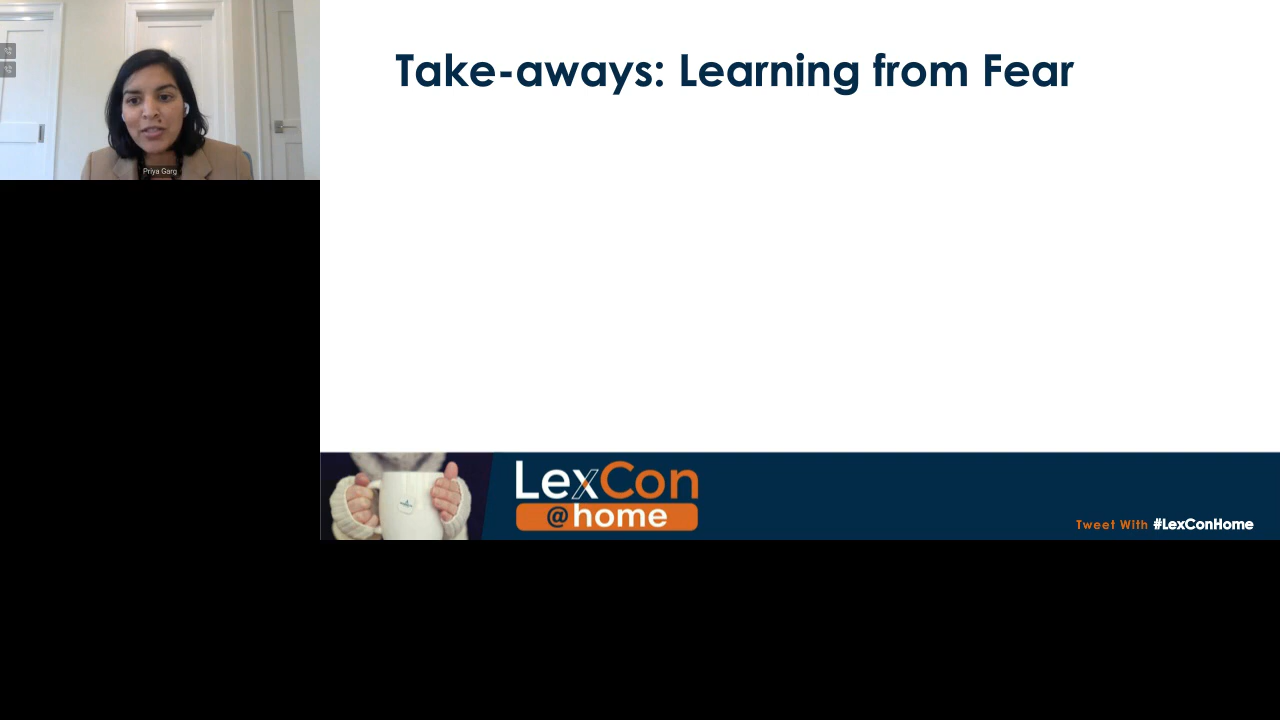 Take-aways: Learning from Fear
Priya Garg
LexCon
@home
Tweet With #LexConHome